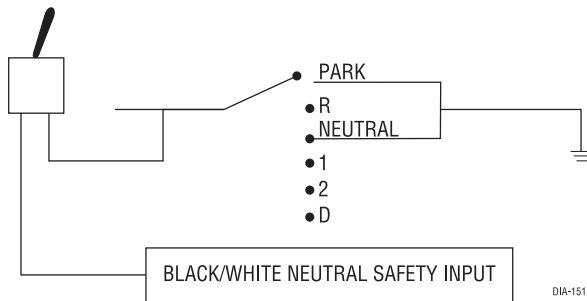 PARK
R
NEUTRAL
1
2
D
BLACK/WHITE NEUTRAL SAFETY INPUT
DIA-151